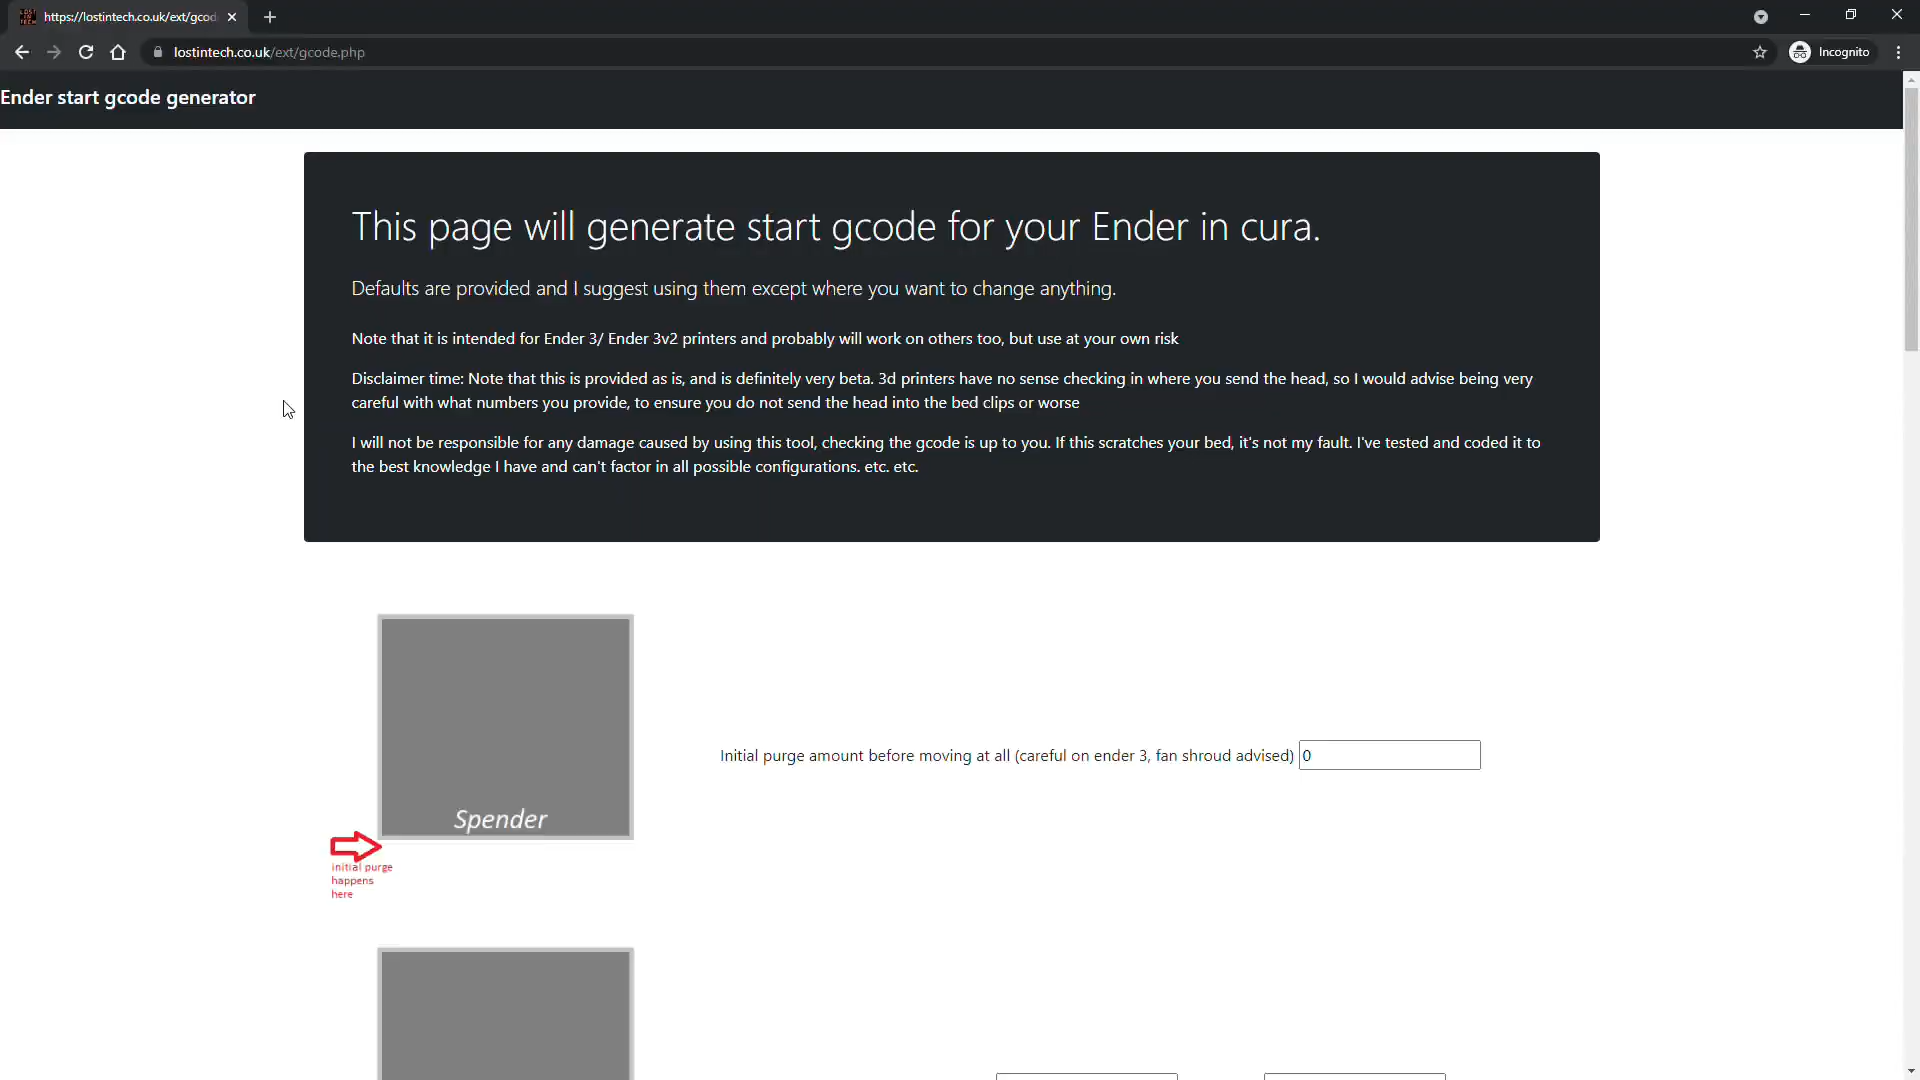 https://lostintech.co.uk/ext/gcod
lostintech.co.uk/ext/gcode.php
Incognito
Ender start gcode generator
This page will generate start gcode for your Ender in cura.
Defaults are provided and I suggest using them except where you want to change anything.
Note that it is intended for Ender 3/ Ender 3v2 printers and probably will work on others too, but use at your own risk
Disclaimer time: Note that this is provided as is, and is definitely very beta. 3d printers have no sense checking in where you send the head, so I would advise being very
careful with what numbers you provide, to ensure you do not send the head into the bed clips or worse
I will not be responsible for any damage caused by using this tool, checking the gcode is up to you. If this scratches your bed, it's not my fault. I've tested and coded it to
the best knowledge I have and can't factor in all possible configurations. etc. etc.
Initial purge amount before moving at all (careful on ender 3, fan shroud advised) 0
Spender
initial purge
happens
here